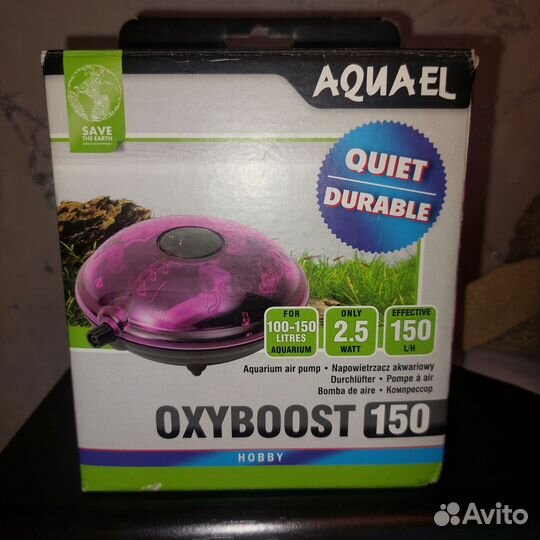 SAVE
THE EARTH
AQUAEL
QUIET
DURABLE
FOR
100-150
LITRES
AQUARIUM
ONLY
2.5
WATT
EFFECTIVE
150
L/H
Aquarium air pump • Napowietrzacz akwariowy
Durchlüfter • Pompe á air
Bomba de aire • Компрессор
OXYBOOST 150
HOBBY
Avito